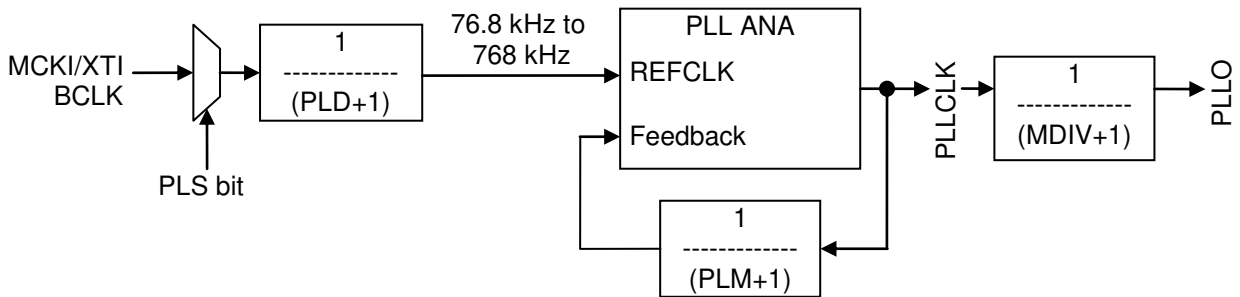 MCKI/XTI
BCLK
PLS bit
1
(PLD+1)
76.8 kHz to
768 kHz
PLL ANA
REFCLK
Feedback
1
(PLM+1)
PLLCLK
1
(MDIV+1)
PLLO